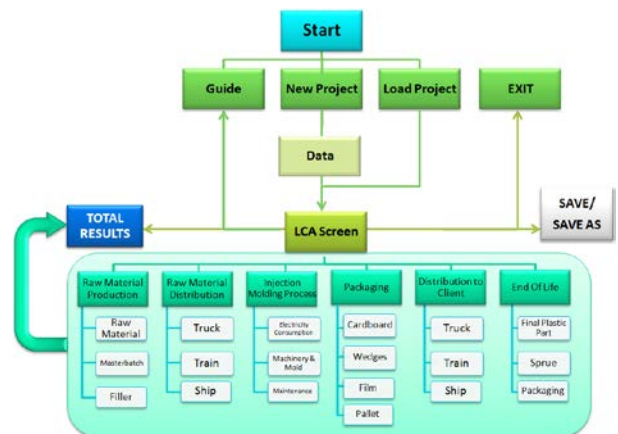 Start
Guide
New Project
Load Project
EXIT
Data
TOTAL
RESULTS
LCA Screen
SAVE/
SAVE AS
Raw Material
Production
Raw Material
Distribution
Injection
Molding Process
Packaging
Distribution to
Client
End Of Life
Raw
Material
Masterbatch
Filler
Truck
Train
Ship
Electricity
Consumption
Machinery &
Mold
Maintenance
Cardboard
Wedges
Film
Pallet
Truck
Train
Ship
Final Plastic
Part
Sprue
Packaging